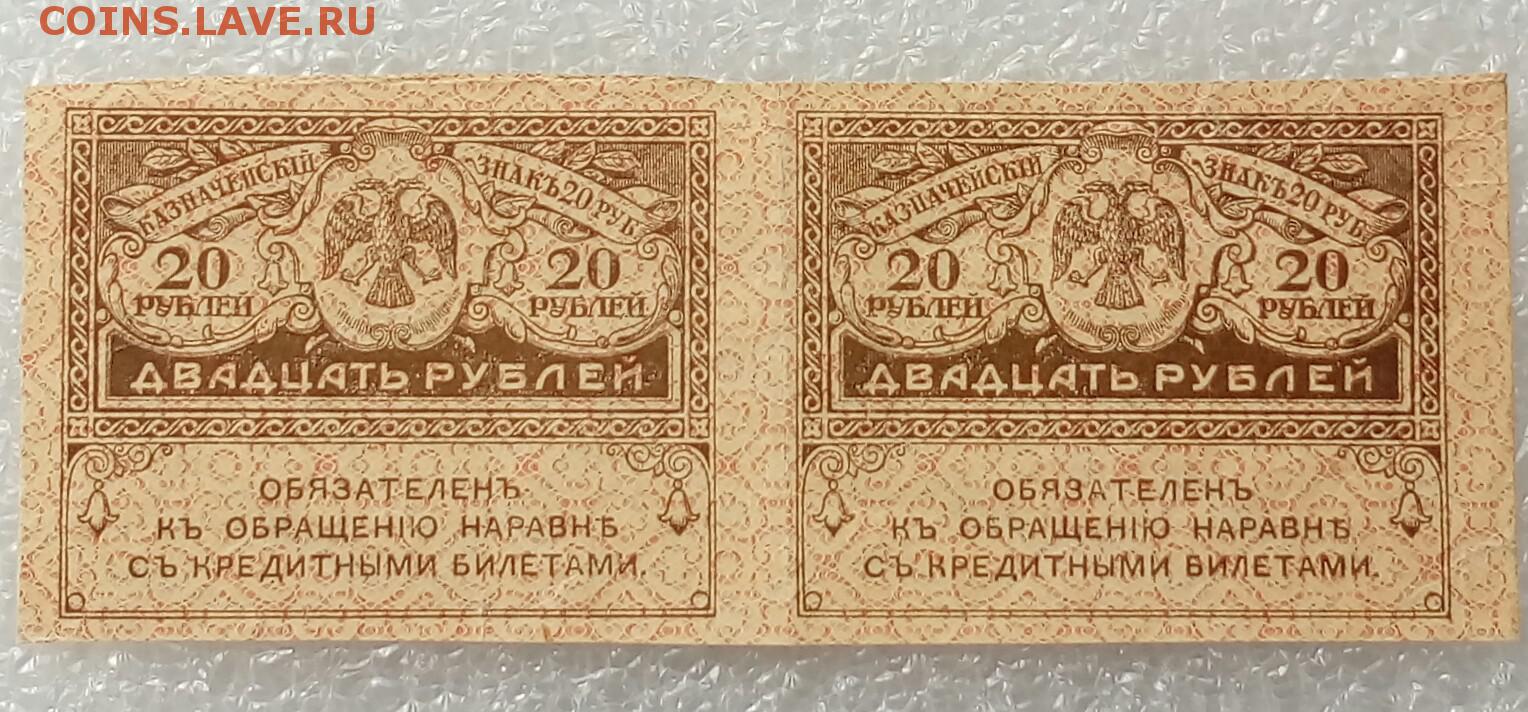 COINS.LAVE.RU
КАЗНАЧЕЙСКІЙ ЗНАКЪ 20 РУБ
20 20
РУБЛЕЙ РУБЛЕЙ
ДВАДЦАТЬ РУБЛЕЙ
ОБЯЗАТЕЛЕНЪ
КЪ ОБРАЩЕНІЮ НАРАВНѢ
СЪ КРЕДИТНЫМИ БИЛЕТАМИ.
КАЗНАЧЕЙСКІЙ ЗНАКЪ 20 РУБ
20 20
РУБЛЕЙ РУБЛЕЙ
ДВАДЦАТЬ РУБЛЕЙ
ОБЯЗАТЕЛЕНЪ
КЪ ОБРАЩЕНІЮ НАРАВНѢ
СЪ КРЕДИТНЫМИ БИЛЕТАМИ.